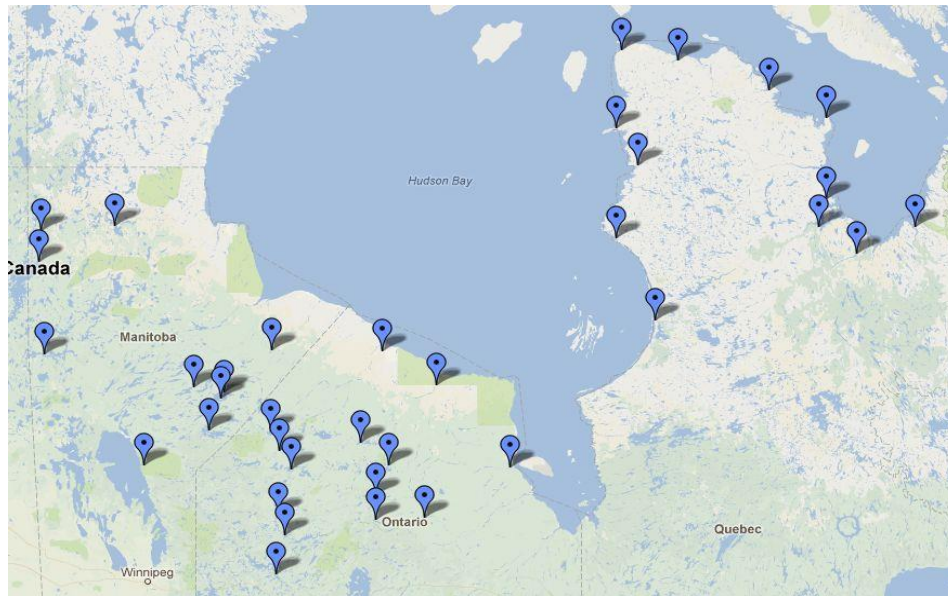 Hudson Bay
Canada
Manitoba
Ontario
Quebec
Winnipeg